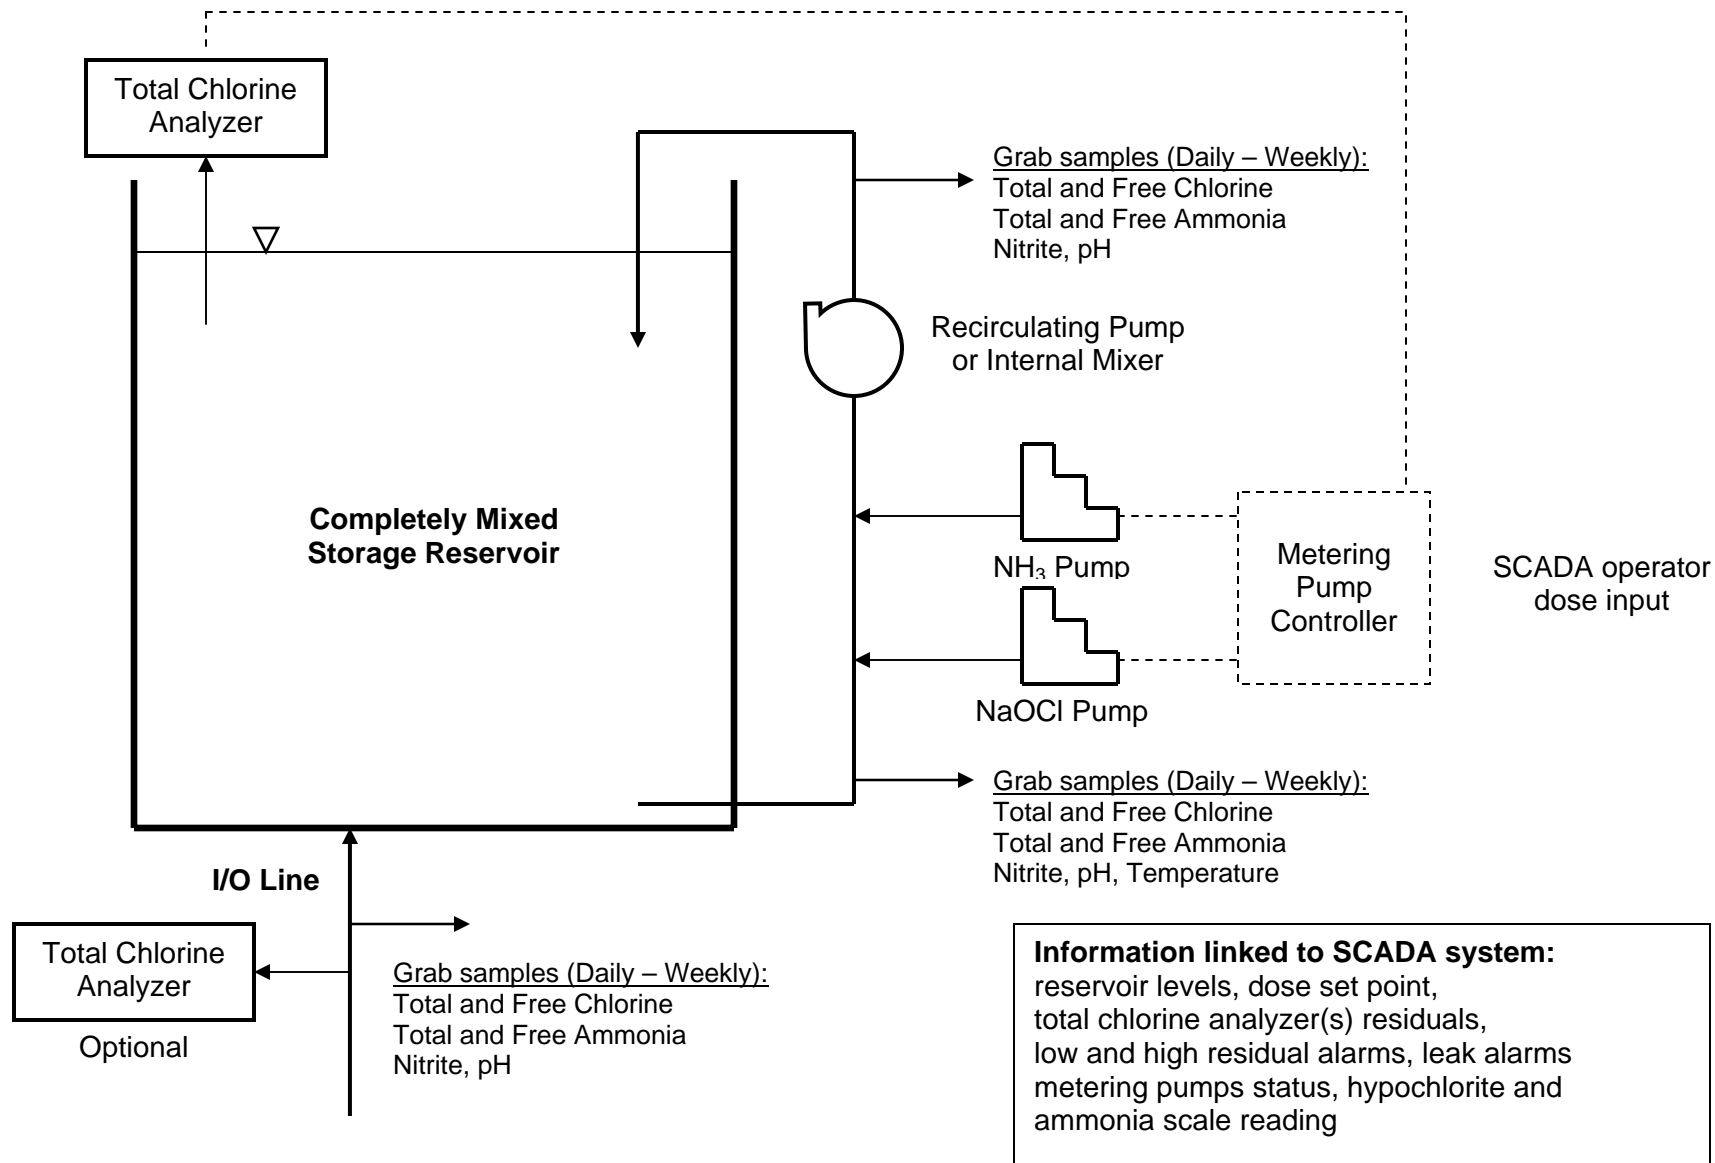 Total Chlorine
Analyzer
Grab samples (Daily – Weekly):
Total and Free Chlorine
Total and Free Ammonia
Nitrite, pH
Recirculating Pump
or Internal Mixer
Completely Mixed
Storage Reservoir
NH₃ Pump
Metering
Pump
Controller
SCADA operator
dose input
NaOCl Pump
Grab samples (Daily – Weekly):
Total and Free Chlorine
Total and Free Ammonia
Nitrite, pH, Temperature
I/O Line
Total Chlorine
Analyzer
Optional
Grab samples (Daily – Weekly):
Total and Free Chlorine
Total and Free Ammonia
Nitrite, pH
Information linked to SCADA system:
reservoir levels, dose set point,
total chlorine analyzer(s) residuals,
low and high residual alarms, leak alarms
metering pumps status, hypochlorite and
ammonia scale reading